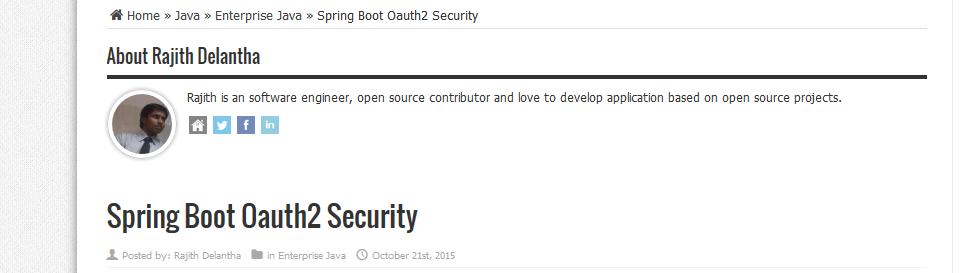 Home » Java » Enterprise Java » Spring Boot Oauth2 Security
About Rajith Delantha
Rajith is an software engineer, open source contributor and love to develop application based on open source projects.
Spring Boot Oauth2 Security
Posted by: Rajith Delantha in Enterprise Java October 21st, 2015